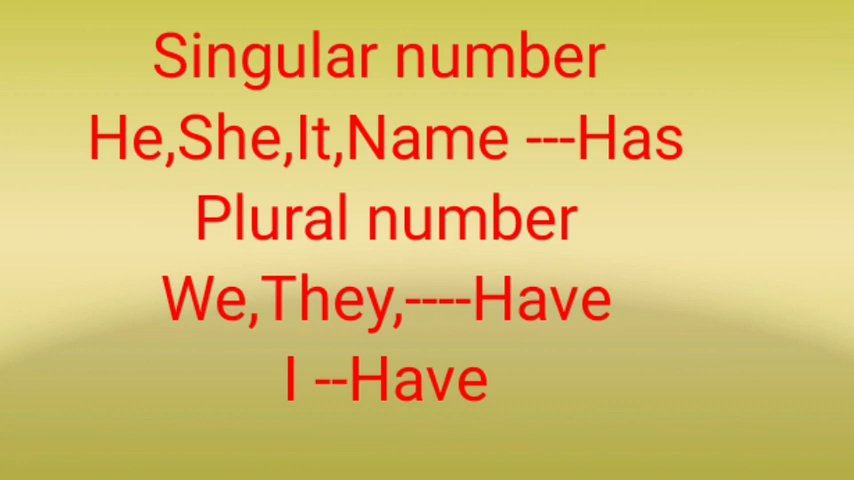 Singular number
He,She,It,Name ---Has
Plural number
We,They,----Have
I --Have